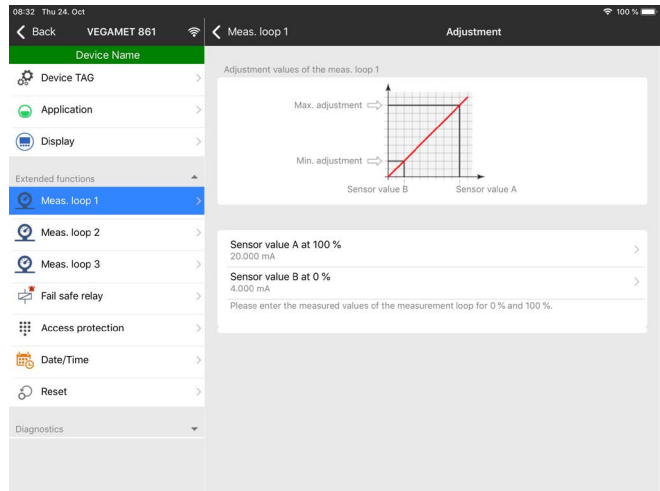 08:32 Thu 24. Oct
100 %
Back VEGAMET 861
Meas. loop 1
Adjustment
Device Name
Device TAG
Application
Display
Extended functions
Meas. loop 1
Meas. loop 2
Meas. loop 3
Fail safe relay
Access protection
Date/Time
Reset
Diagnostics
Adjustment values of the meas. loop 1
Max. adjustment
Min. adjustment
Sensor value B Sensor value A
Sensor value A at 100 %
20.000 mA
Sensor value B at 0 %
4.000 mA
Please enter the measured values of the measurement loop for 0 % and 100 %.